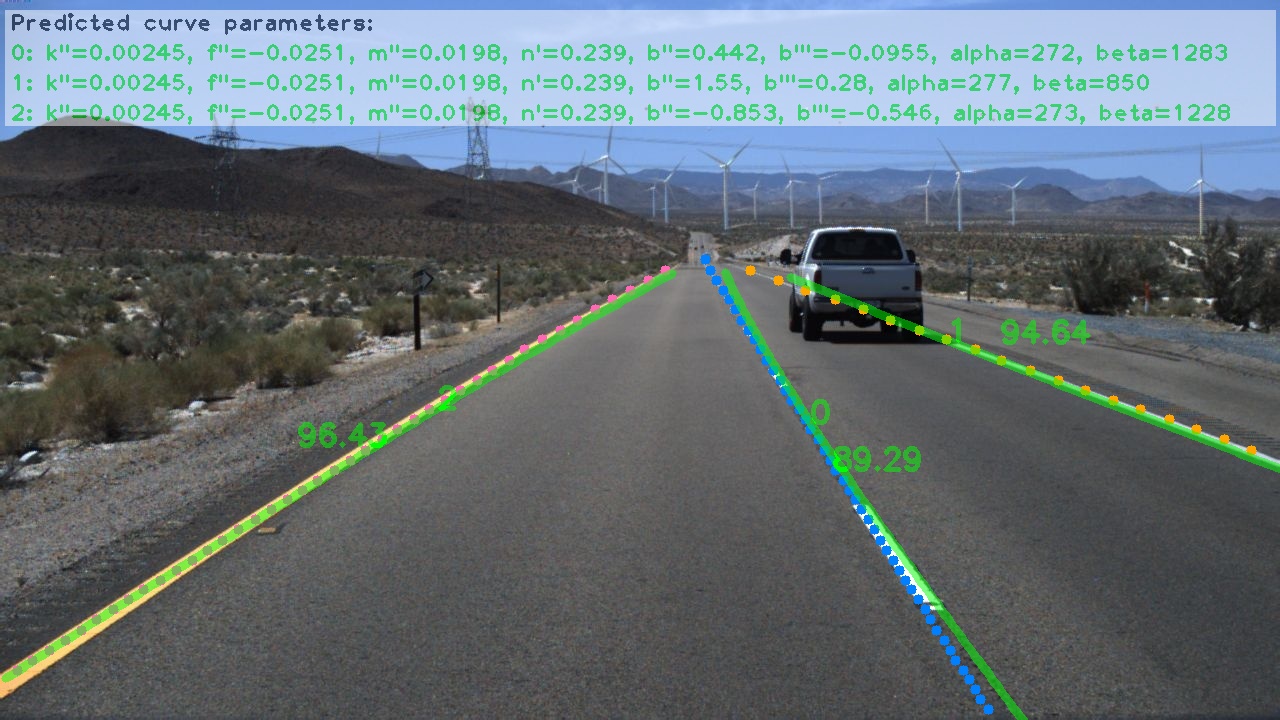 Predicted curve parameters:
0: k''=0.00245, f''=-0.0251, m''=0.0198, n'=0.239, b''=0.442, b'''=-0.0955, alpha=272, beta=1283
1: k''=0.00245, f''=-0.0251, m''=0.0198, n'=0.239, b''=1.55, b'''=0.28, alpha=277, beta=850
2: k''=0.00245, f''=-0.0251, m''=0.0198, n'=0.239, b''=-0.853, b'''=-0.546, alpha=273, beta=1228
1 94.64
2
0
96.43
89.29